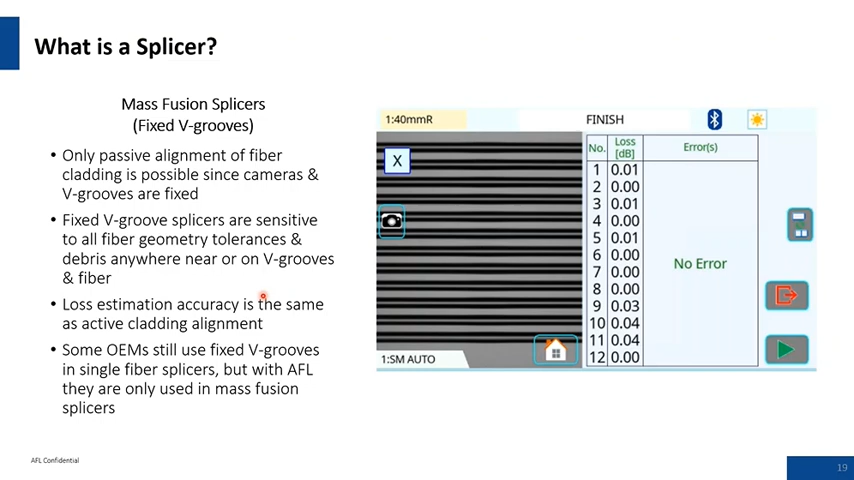 What is a Splicer?
Mass Fusion Splicers
(Fixed V-grooves)
• Only passive alignment of fiber
cladding is possible since cameras &
V-grooves are fixed
• Fixed V-groove splicers are sensitive
to all fiber geometry tolerances &
debris anywhere near or on V-grooves
& fiber
• Loss estimation accuracy is the same
as active cladding alignment
• Some OEMs still use fixed V-grooves
in single fiber splicers, but with AFL
they are only used in mass fusion
splicers
1:40mmR
FINISH
X
No. Loss [dB] Error(s)
1 0.01
2 0.00
3 0.01
4 0.00
5 0.01
6 0.00
7 0.00
8 0.00
9 0.03
10 0.04
11 0.04
12 0.00
No Error
1:SM AUTO
AFL Confidential
19